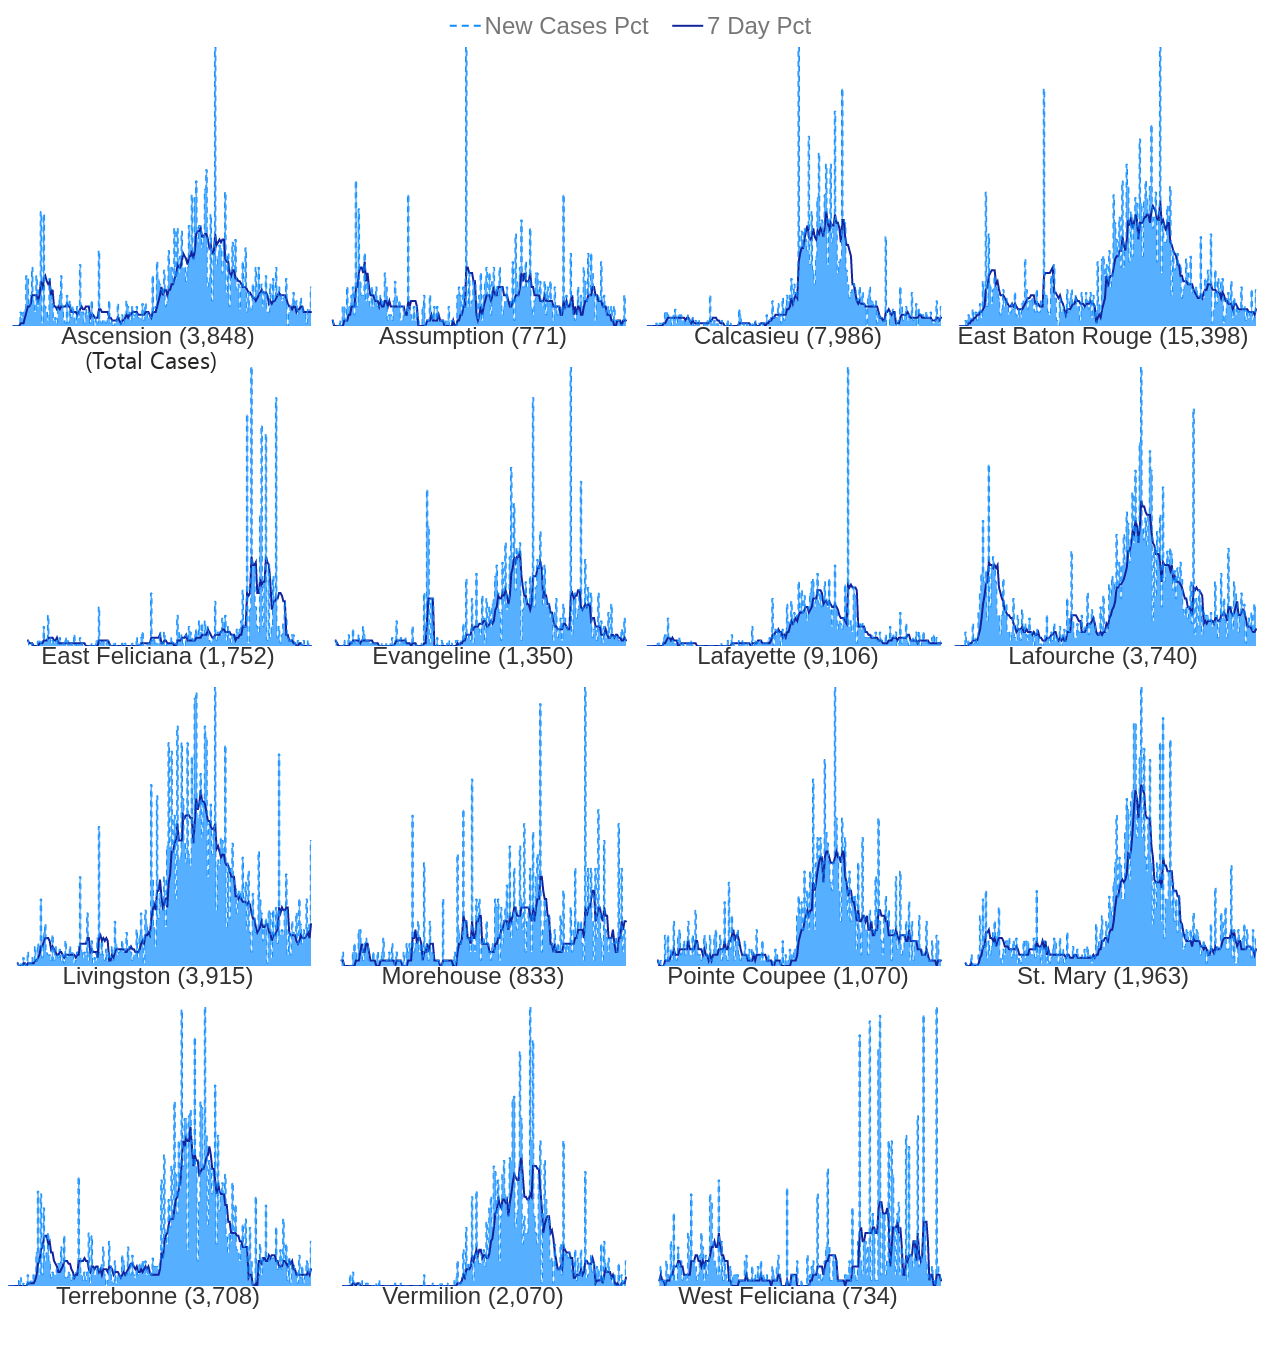 New Cases Pct 7 Day Pct
Ascension (3,848) Assumption (771) Calcasieu (7,986) East Baton Rouge (15,398)
(Total Cases)
East Feliciana (1,752) Evangeline (1,350) Lafayette (9,106) Lafourche (3,740)
Livingston (3,915) Morehouse (833) Pointe Coupee (1,070) St. Mary (1,963)
Terrebonne (3,708) Vermilion (2,070) West Feliciana (734)